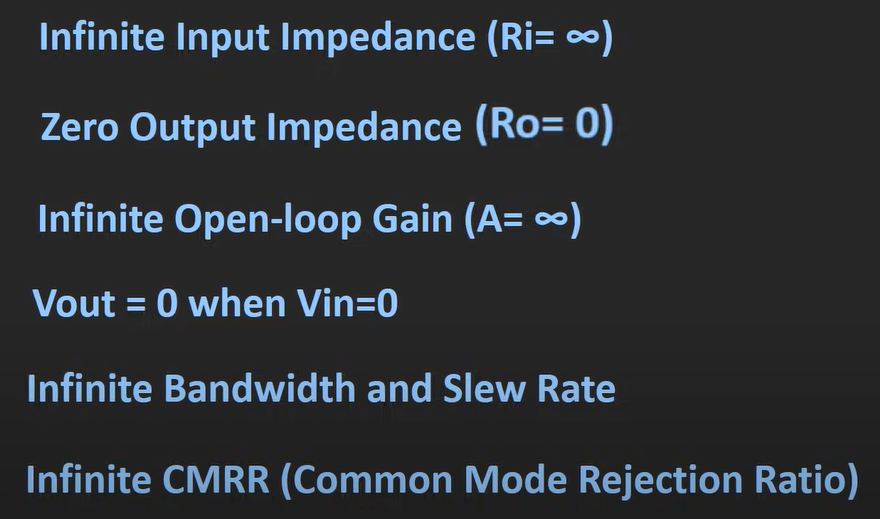 Infinite Input Impedance (Ri= ∞)
Zero Output Impedance (Ro= 0)
Infinite Open-loop Gain (A= ∞)
Vout = 0 when Vin=0
Infinite Bandwidth and Slew Rate
Infinite CMRR (Common Mode Rejection Ratio)